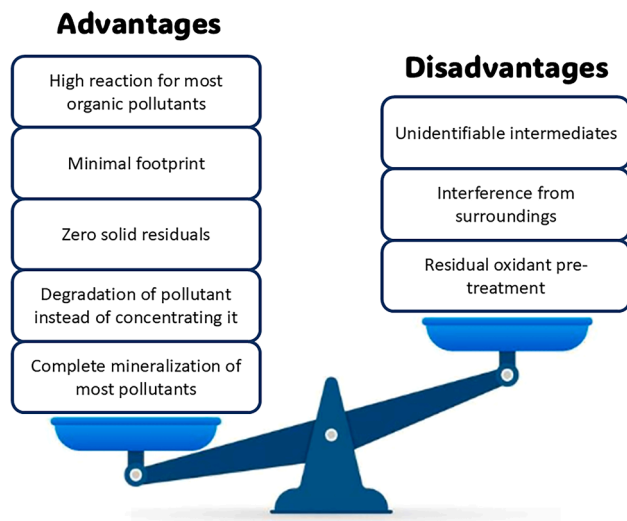 Advantages
High reaction for most
organic pollutants
Minimal footprint
Zero solid residuals
Degradation of pollutant
instead of concentrating it
Complete mineralization of
most pollutants
Disadvantages
Unidentifiable intermediates
Interference from
surroundings
Residual oxidant pre-
treatment